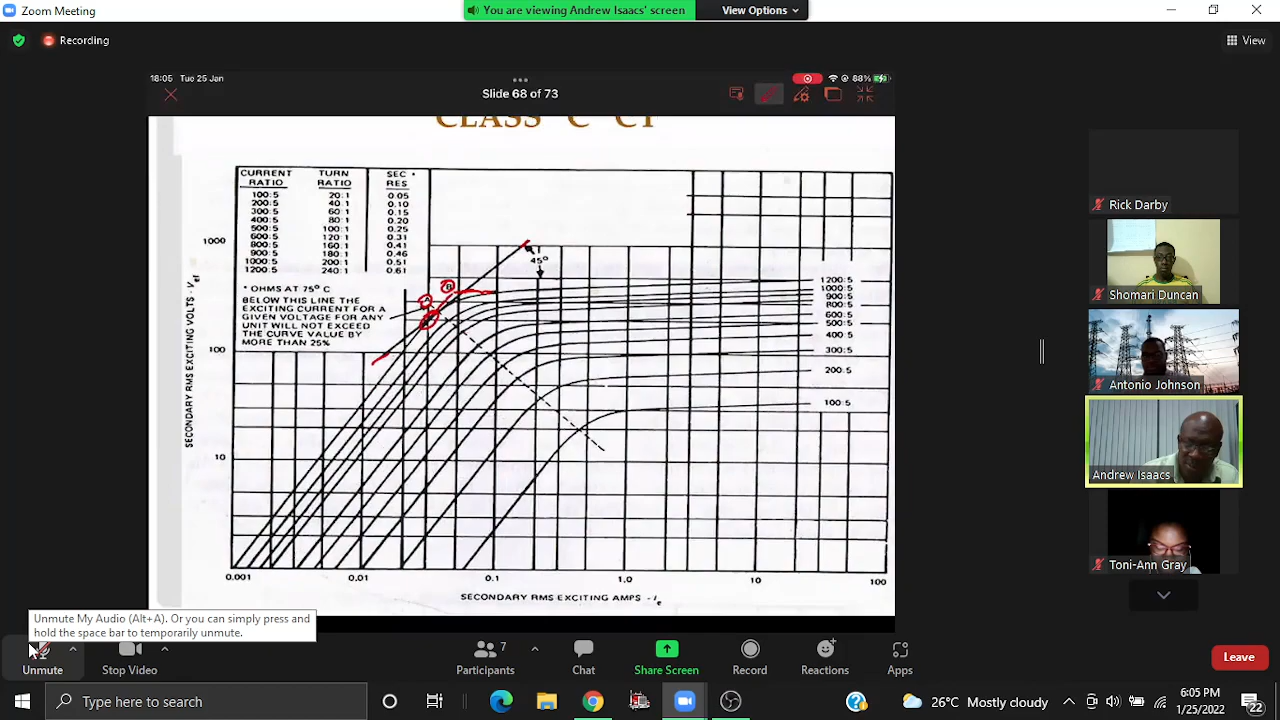 Zoom Meeting
You are viewing Andrew Isaacs' screen
View Options
Recording
View
18:05 Tue 25 Jan
88%
Slide 68 of 73
CLASS "C" CT
CURRENT RATIO TURN RATIO SEC • RES
100:5 20:1 0.05
200:5 40:1 0.10
300:5 60:1 0.15
400:5 80:1 0.20
500:5 100:1 0.25
600:5 120:1 0.31
800:5 160:1 0.41
900:5 180:1 0.46
1000:5 200:1 0.51
1200:5 240:1 0.61
* OHMS AT 75° C
BELOW THIS LINE THE
EXCITING CURRENT FOR A
GIVEN VOLTAGE FOR ANY
UNIT WILL NOT EXCEED
THE CURVE VALUE BY
MORE THAN 25%
SECONDARY RMS EXCITING VOLTS - Vef
1000
100
10
45°
A
B
1200:5
1000:5
900:5
800:5
600:5
500:5
400:5
300:5
200:5
100:5
0.001 0.01 0.1 1.0 10 100
SECONDARY RMS EXCITING AMPS - Ie
Rick Darby
Shomari Duncan
Antonio Johnson
Andrew Isaacs
Toni-Ann Gray
Unmute My Audio (Alt+A). Or you can simply press and
hold the space bar to temporarily unmute.
Unmute
Stop Video
7
Participants
Chat
Share Screen
Record
Reactions
Apps
Leave
Type here to search
26°C Mostly cloudy
6:05 PM
1/25/2022
22